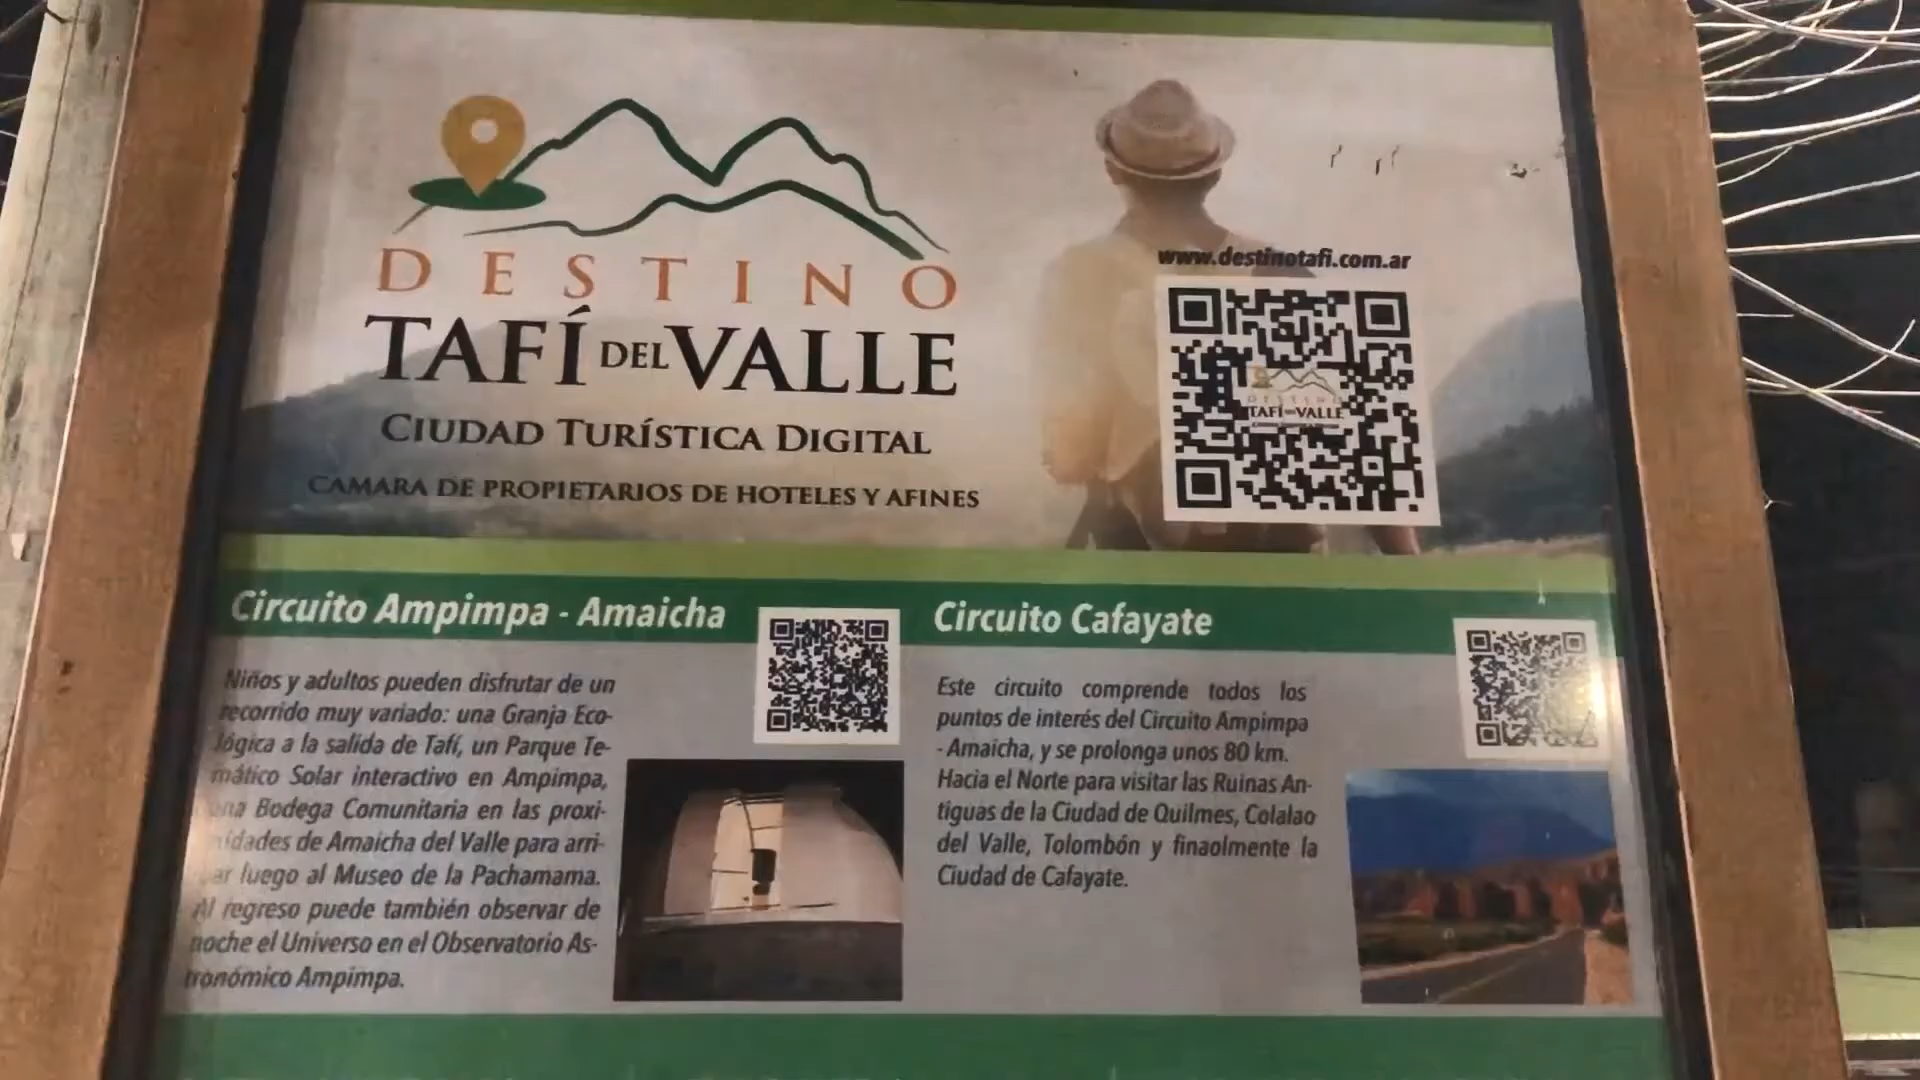 DESTINO
TAFÍ DEL VALLE
CIUDAD TURÍSTICA DIGITAL
CAMARA DE PROPIETARIOS DE HOTELES Y AFINES
www.destinotafi.com.ar
DESTINO
TAFÍ DEL VALLE
Circuito Ampimpa - Amaicha
Niños y adultos pueden disfrutar de un
recorrido muy variado: una Granja Eco-
lógica a la salida de Tafí, un Parque Te-
mático Solar interactivo en Ampimpa,
una Bodega Comunitaria en las proxi-
midades de Amaicha del Valle para arri-
bar luego al Museo de la Pachamama.
Al regreso puede también observar de
noche el Universo en el Observatorio As-
tronómico Ampimpa.
Circuito Cafayate
Este circuito comprende todos los
puntos de interés del Circuito Ampimpa
- Amaicha, y se prolonga unos 80 km.
Hacia el Norte para visitar las Ruinas An-
tiguas de la Ciudad de Quilmes, Colalao
del Valle, Tolombón y finaolmente la
Ciudad de Cafayate.